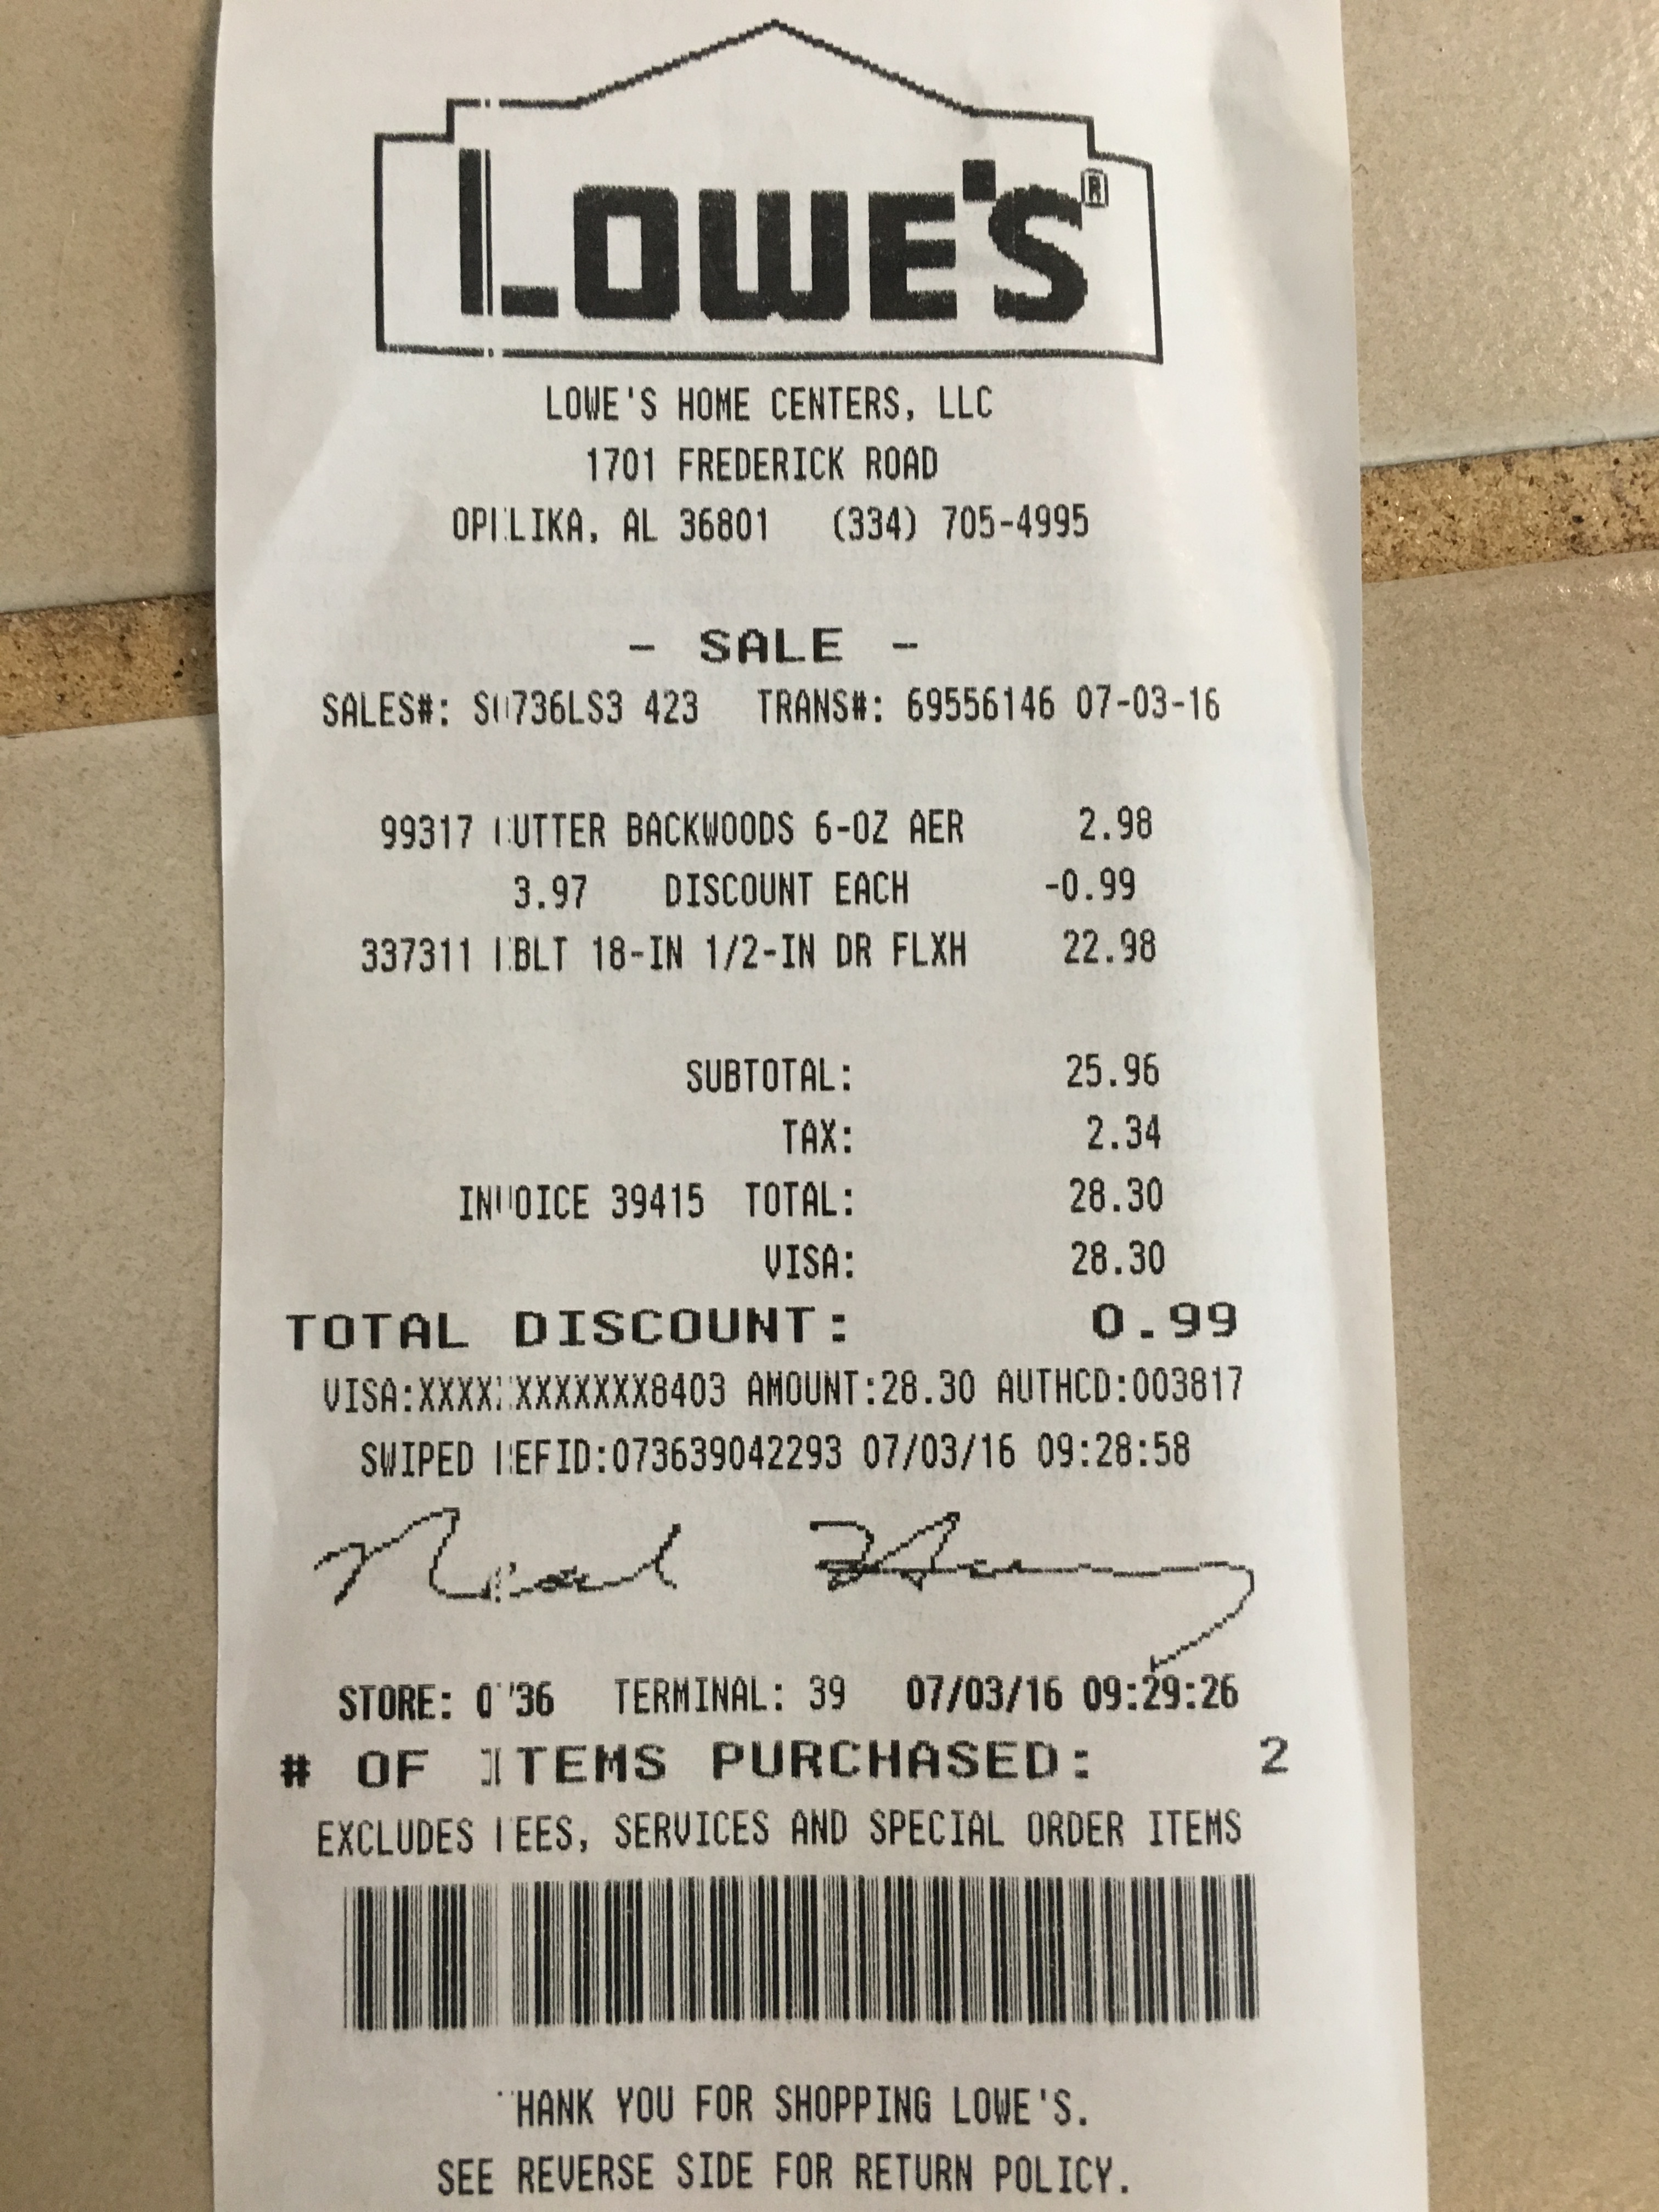 LOWE'S®
LOWE'S HOME CENTERS, LLC
1701 FREDERICK ROAD
OPELIKA, AL 36801 (334) 705-4995
- SALE -
SALES#: S0736LS3 423 TRANS#: 69556146 07-03-16
99317 CUTTER BACKWOODS 6-OZ AER 2.98
3.97 DISCOUNT EACH -0.99
337311 KBLT 18-IN 1/2-IN DR FLXH 22.98
SUBTOTAL: 25.96
TAX: 2.34
INVOICE 39415 TOTAL: 28.30
VISA: 28.30
TOTAL DISCOUNT: 0.99
VISA:XXXXXXXXXXXX8403 AMOUNT:28.30 AUTHCD:003817
SWIPED REFID:073639042293 07/03/16 09:28:58
STORE: 0736 TERMINAL: 39 07/03/16 09:29:26
# OF ITEMS PURCHASED: 2
EXCLUDES FEES, SERVICES AND SPECIAL ORDER ITEMS
THANK YOU FOR SHOPPING LOWE'S.
SEE REVERSE SIDE FOR RETURN POLICY.